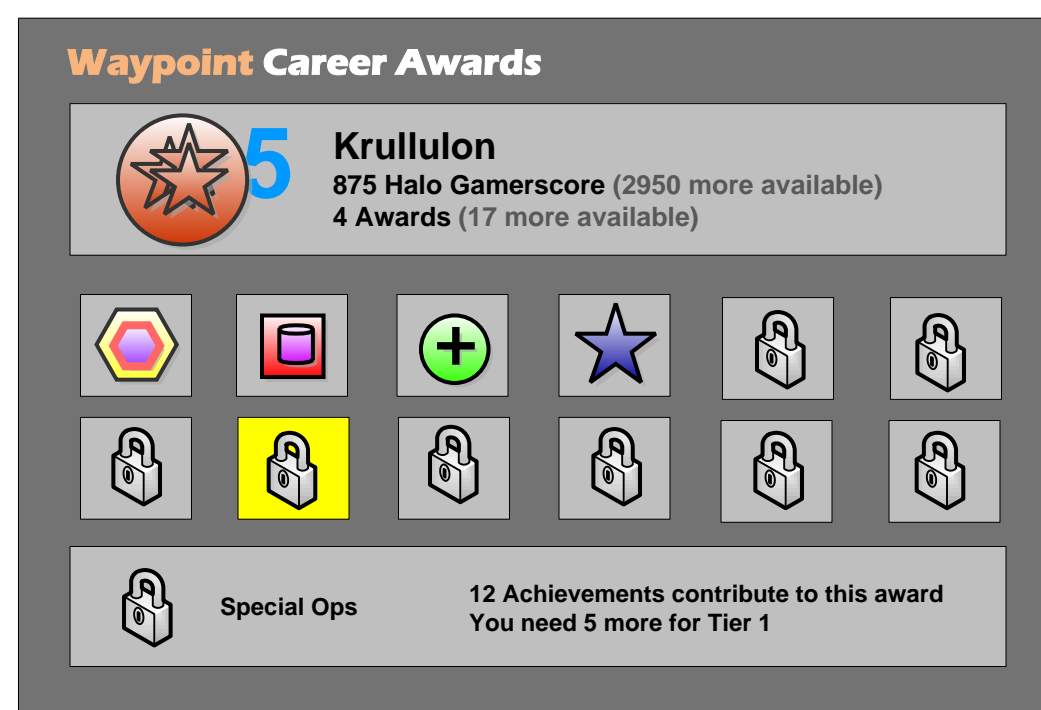 Waypoint Career Awards
5
Krullulon
875 Halo Gamerscore (2950 more available)
4 Awards (17 more available)
Special Ops
12 Achievements contribute to this award
You need 5 more for Tier 1